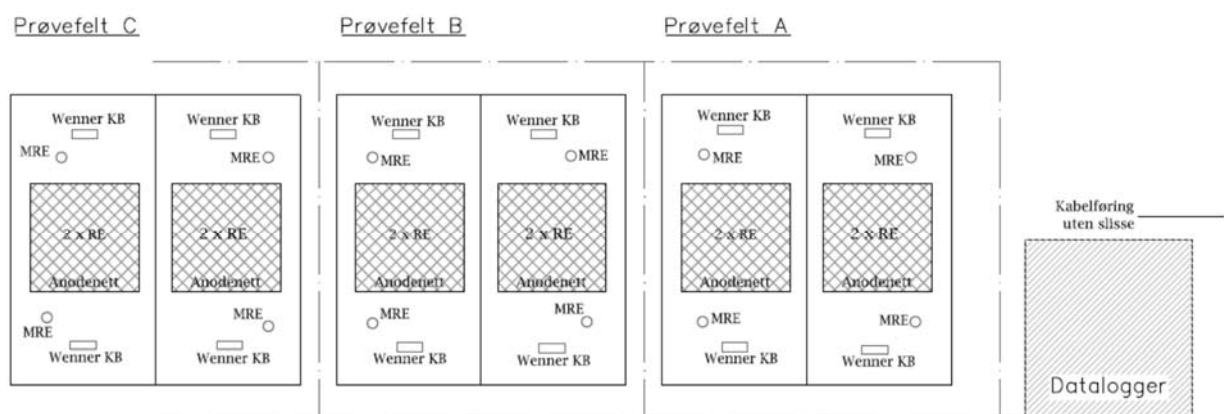 Prøvefelt C
Prøvefelt B
Prøvefelt A
Wenner KB
Wenner KB
Wenner KB
Wenner KB
Wenner KB
Wenner KB
MRE
MRE
MRE
MRE
MRE
MRE
2 x RE
2 x RE
2 x RE
2 x RE
2 x RE
2 x RE
Anodenett
Anodenett
Anodenett
Anodenett
Anodenett
Anodenett
MRE
MRE
MRE
MRE
MRE
MRE
Wenner KB
Wenner KB
Wenner KB
Wenner KB
Wenner KB
Wenner KB
Kabelføring
uten slisse
Datalogger